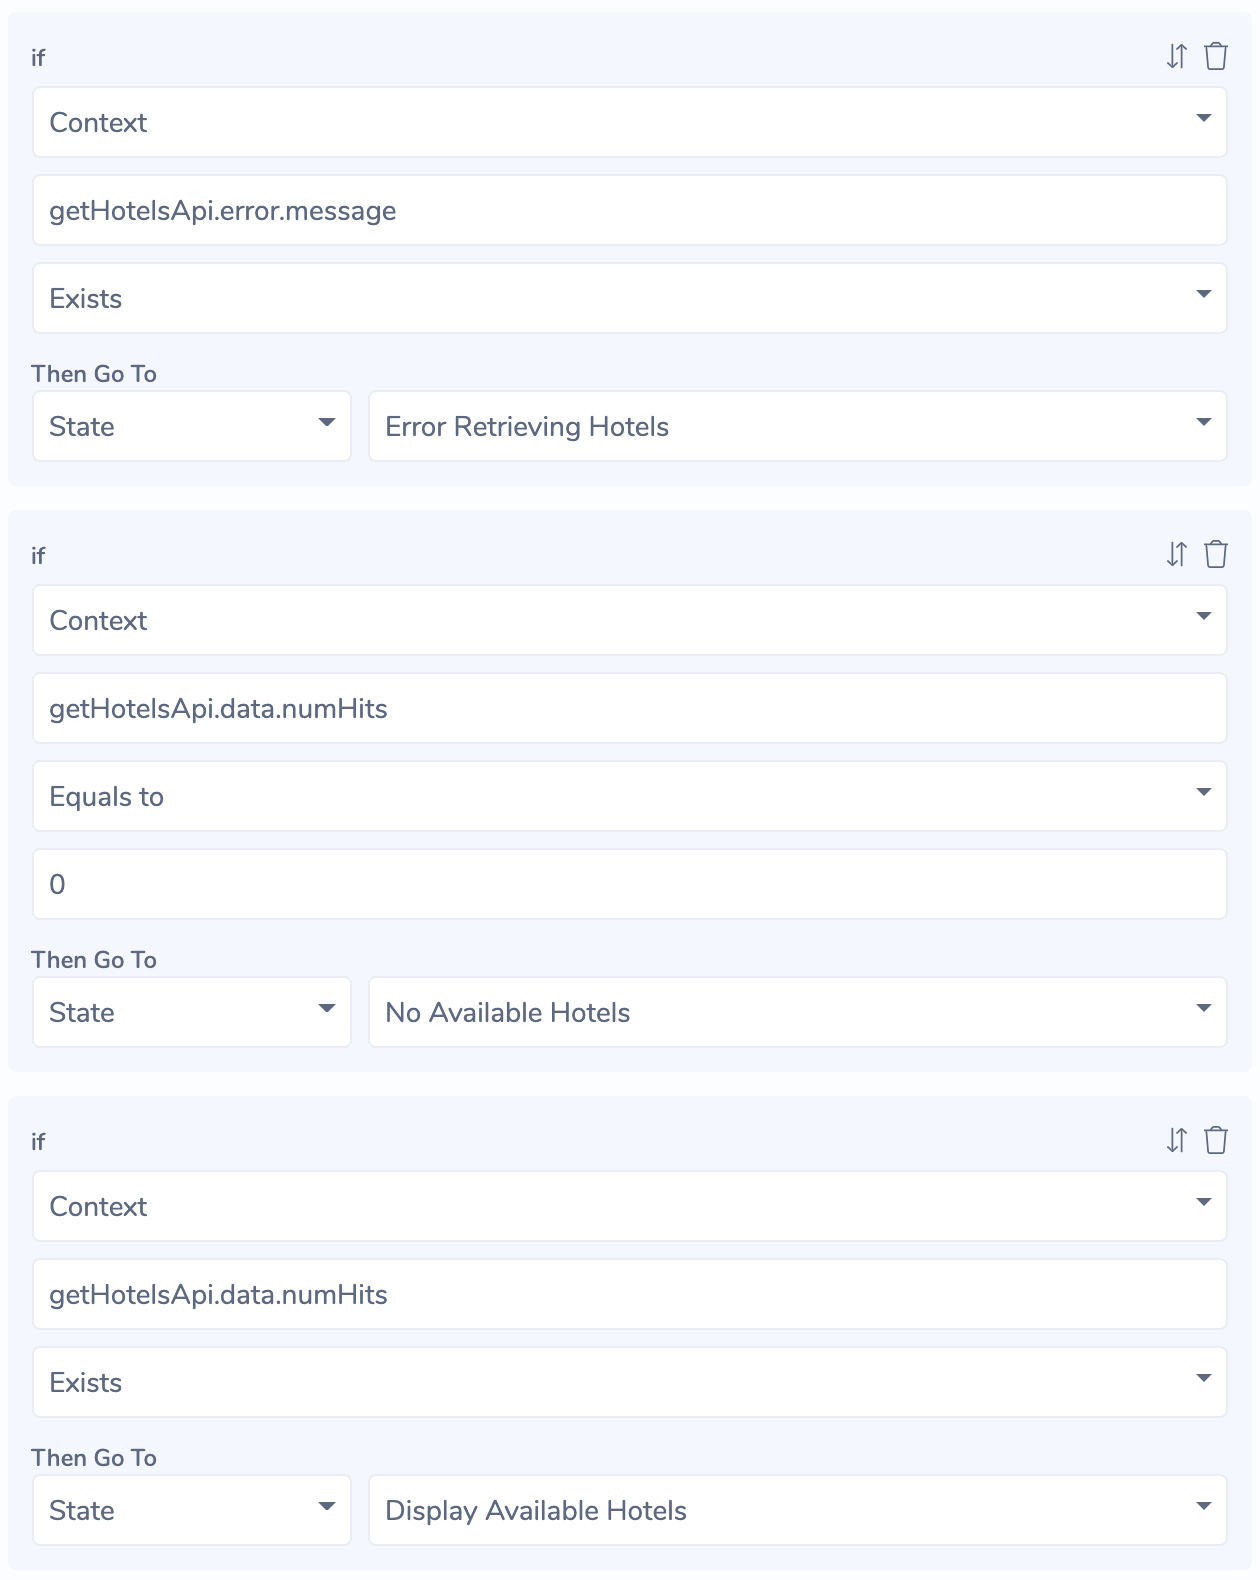 if
Context
getHotelsApi.error.message
Exists
Then Go To
State Error Retrieving Hotels
if
Context
getHotelsApi.data.numHits
Equals to
0
Then Go To
State No Available Hotels
if
Context
getHotelsApi.data.numHits
Exists
Then Go To
State Display Available Hotels